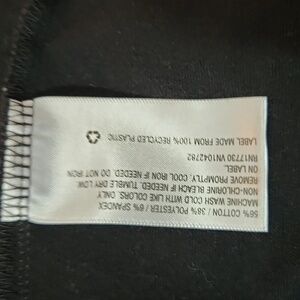 56% COTTON / 38% POLYESTER / 6% SPANDEX
MACHINE WASH COLD WITH LIKE COLORS. ONLY
NON-CHLORINE BLEACH IF NEEDED. TUMBLE DRY LOW.
REMOVE PROMPTLY. COOL IRON IF NEEDED. DO NOT IRON
ON LABEL
RN17730 VN1042782
LABEL MADE FROM 100% RECYCLED PLASTIC